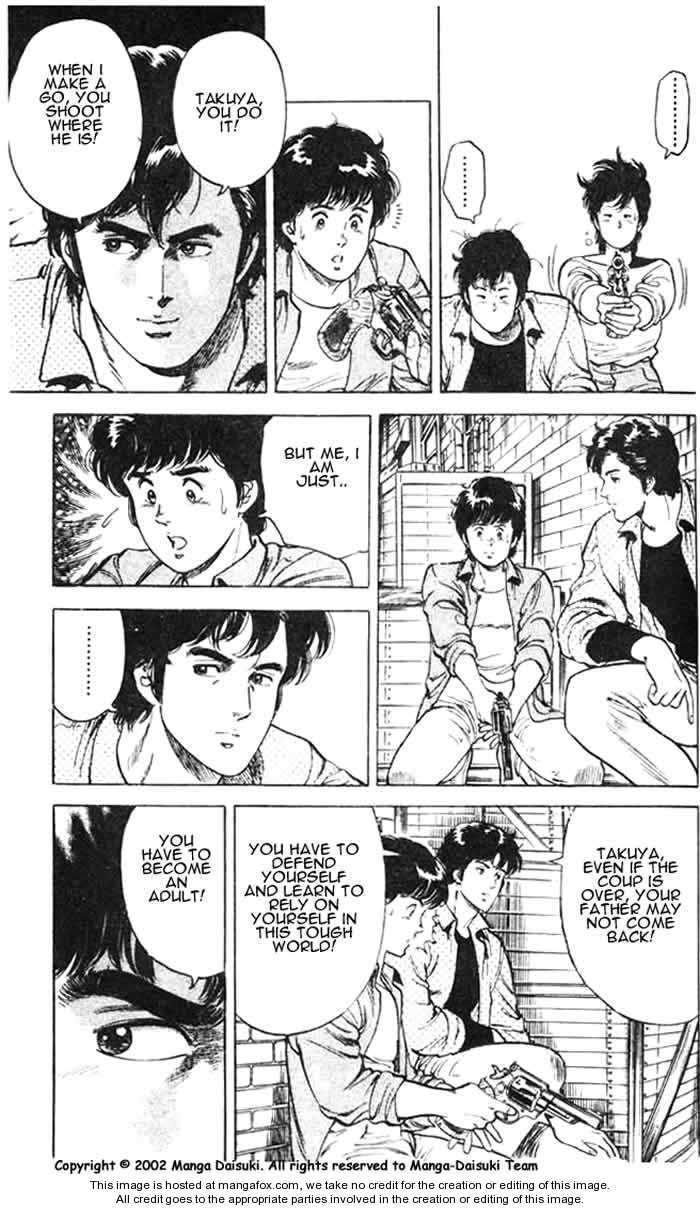 .........
........
TAKUYA,
YOU DO
IT!
WHEN I
MAKE A
GO, YOU
SHOOT
WHERE
HE IS!
BUT ME, I
AM
JUST..
........
TAKUYA,
EVEN IF THE
COUP IS
OVER, YOUR
FATHER MAY
NOT COME
BACK!
YOU HAVE TO
DEFEND
YOURSELF
AND LEARN TO
RELY ON
YOURSELF IN
THIS TOUGH
WORLD!
YOU
HAVE TO
BECOME
AN
ADULT!
Copyright © 2002 Manga Daisuki. All rights reserved to Manga-Daisuki Team
This image is hosted at mangafox.com, we take no credit for the creation or editing of this image.
All credit goes to the appropriate parties involved in the creation or editing of this image.